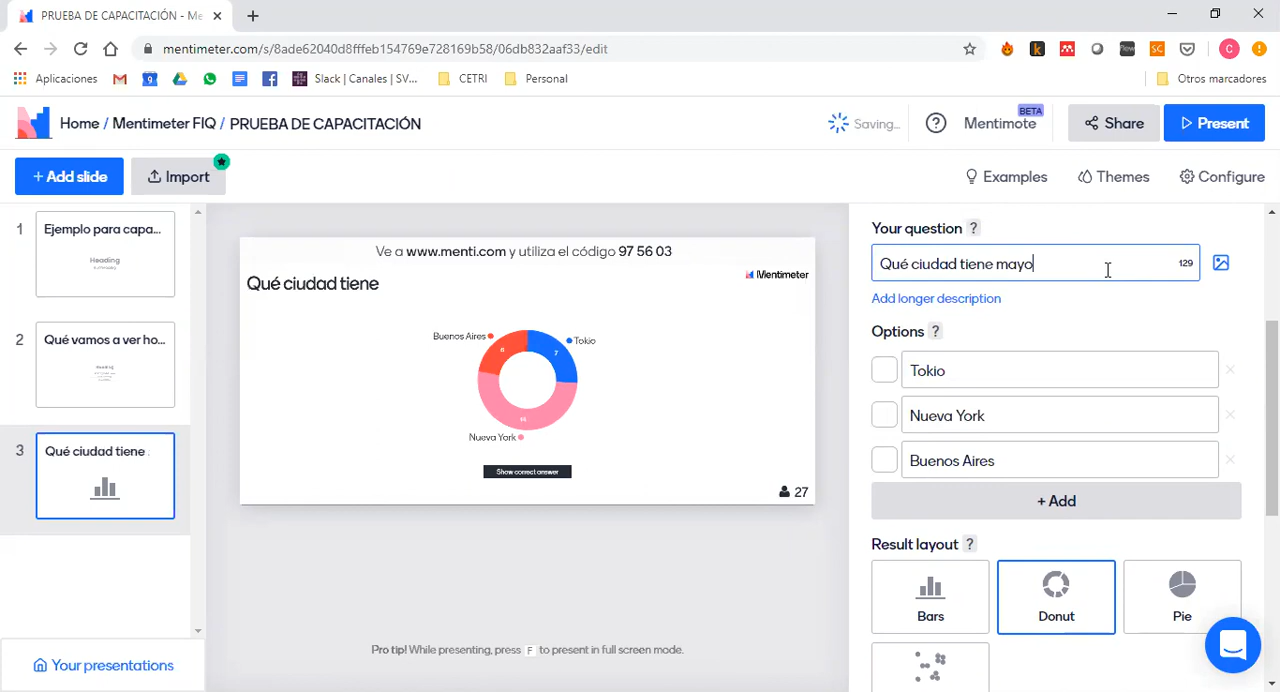 PRUEBA DE CAPACITACIÓN - Me
mentimeter.com/s/8ade62040d8fffeb154769e728169b58/06db832aaf33/edit
Aplicaciones
Slack | Canales | SV...
CETRI
Personal
Otros marcadores
Home / Mentimeter FIQ / PRUEBA DE CAPACITACIÓN
Saving...
Mentimote
BETA
Share
Present
+ Add slide
Import
Examples
Themes
Configure
1
Ejemplo para capa...
Heading
2
Qué vamos a ver ho...
3
Qué ciudad tiene
Your presentations
Ve a www.menti.com y utiliza el código 97 56 03
Qué ciudad tiene
Mentimeter
Buenos Aires
Tokio
6
7
14
Nueva York
Show correct answer
27
Pro tip! While presenting, press F to present in full screen mode.
Your question ?
Qué ciudad tiene mayo
129
Add longer description
Options ?
Tokio
Nueva York
Buenos Aires
+ Add
Result layout ?
Bars
Donut
Pie